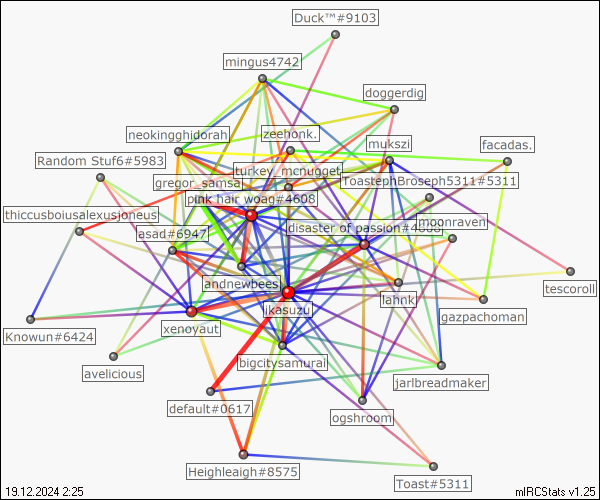 Duck™#9103
mingus4742
doggerdig
neokingghidorah
zeehonk.
mukszi
facadas.
Random Stuf6#5983
turkey_mcnugget
gregor_samsa
ToastephBroseph5311#5311
pink hair woag#4608
thiccusboiusalexusjoneus
moonraven
disaster of passion#4
asad#6947
andnewbees
tescoroll
lahnk
ikasuzu
gazpachoman
xenoyaut
Knowun#6424
bigcitysamurai
avelicious
jarlbreadmaker
default#0617
ogshroom
Heighleaigh#8575
Toast#5311
19.12.2024 2:25
mIRCStats v1.25